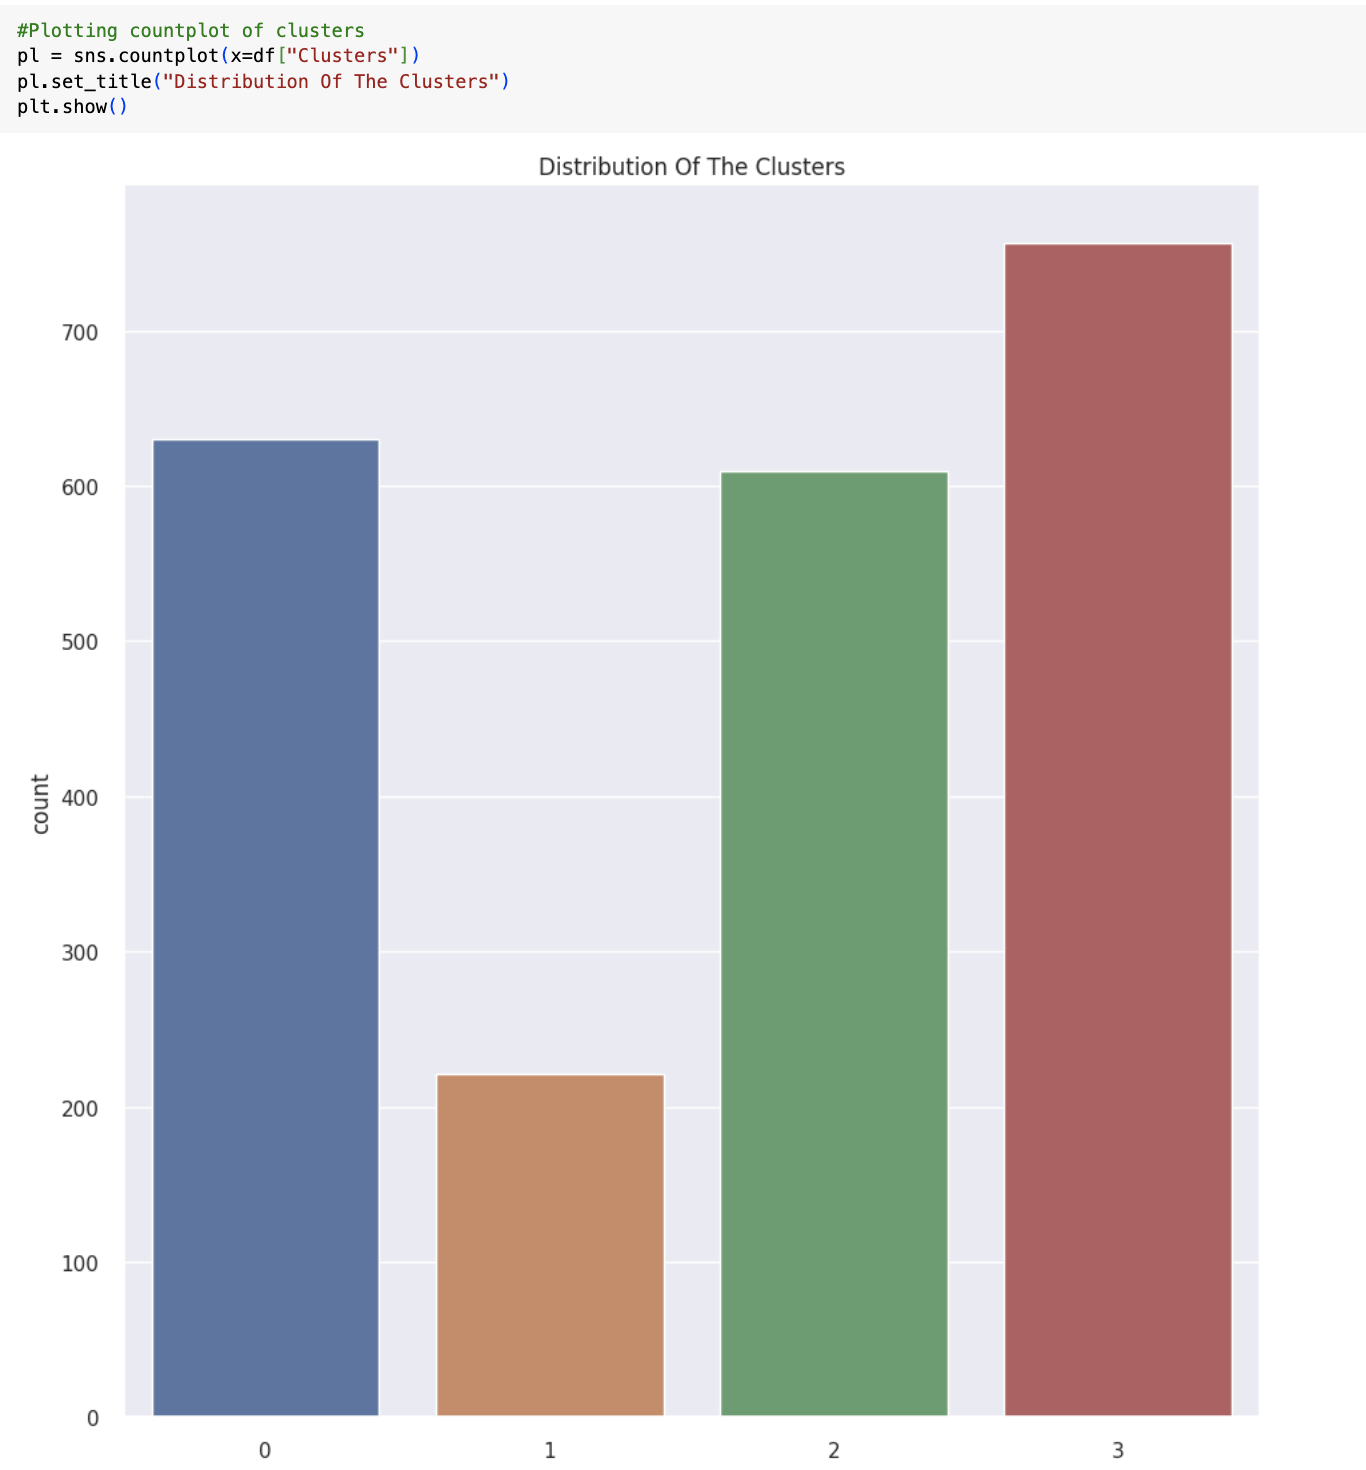 #Plotting countplot of clusters
pl = sns.countplot(x=df["Clusters"])
pl.set_title("Distribution Of The Clusters")
plt.show()
Distribution Of The Clusters
700
600
500
400
300
200
100
0
count
0 1 2 3